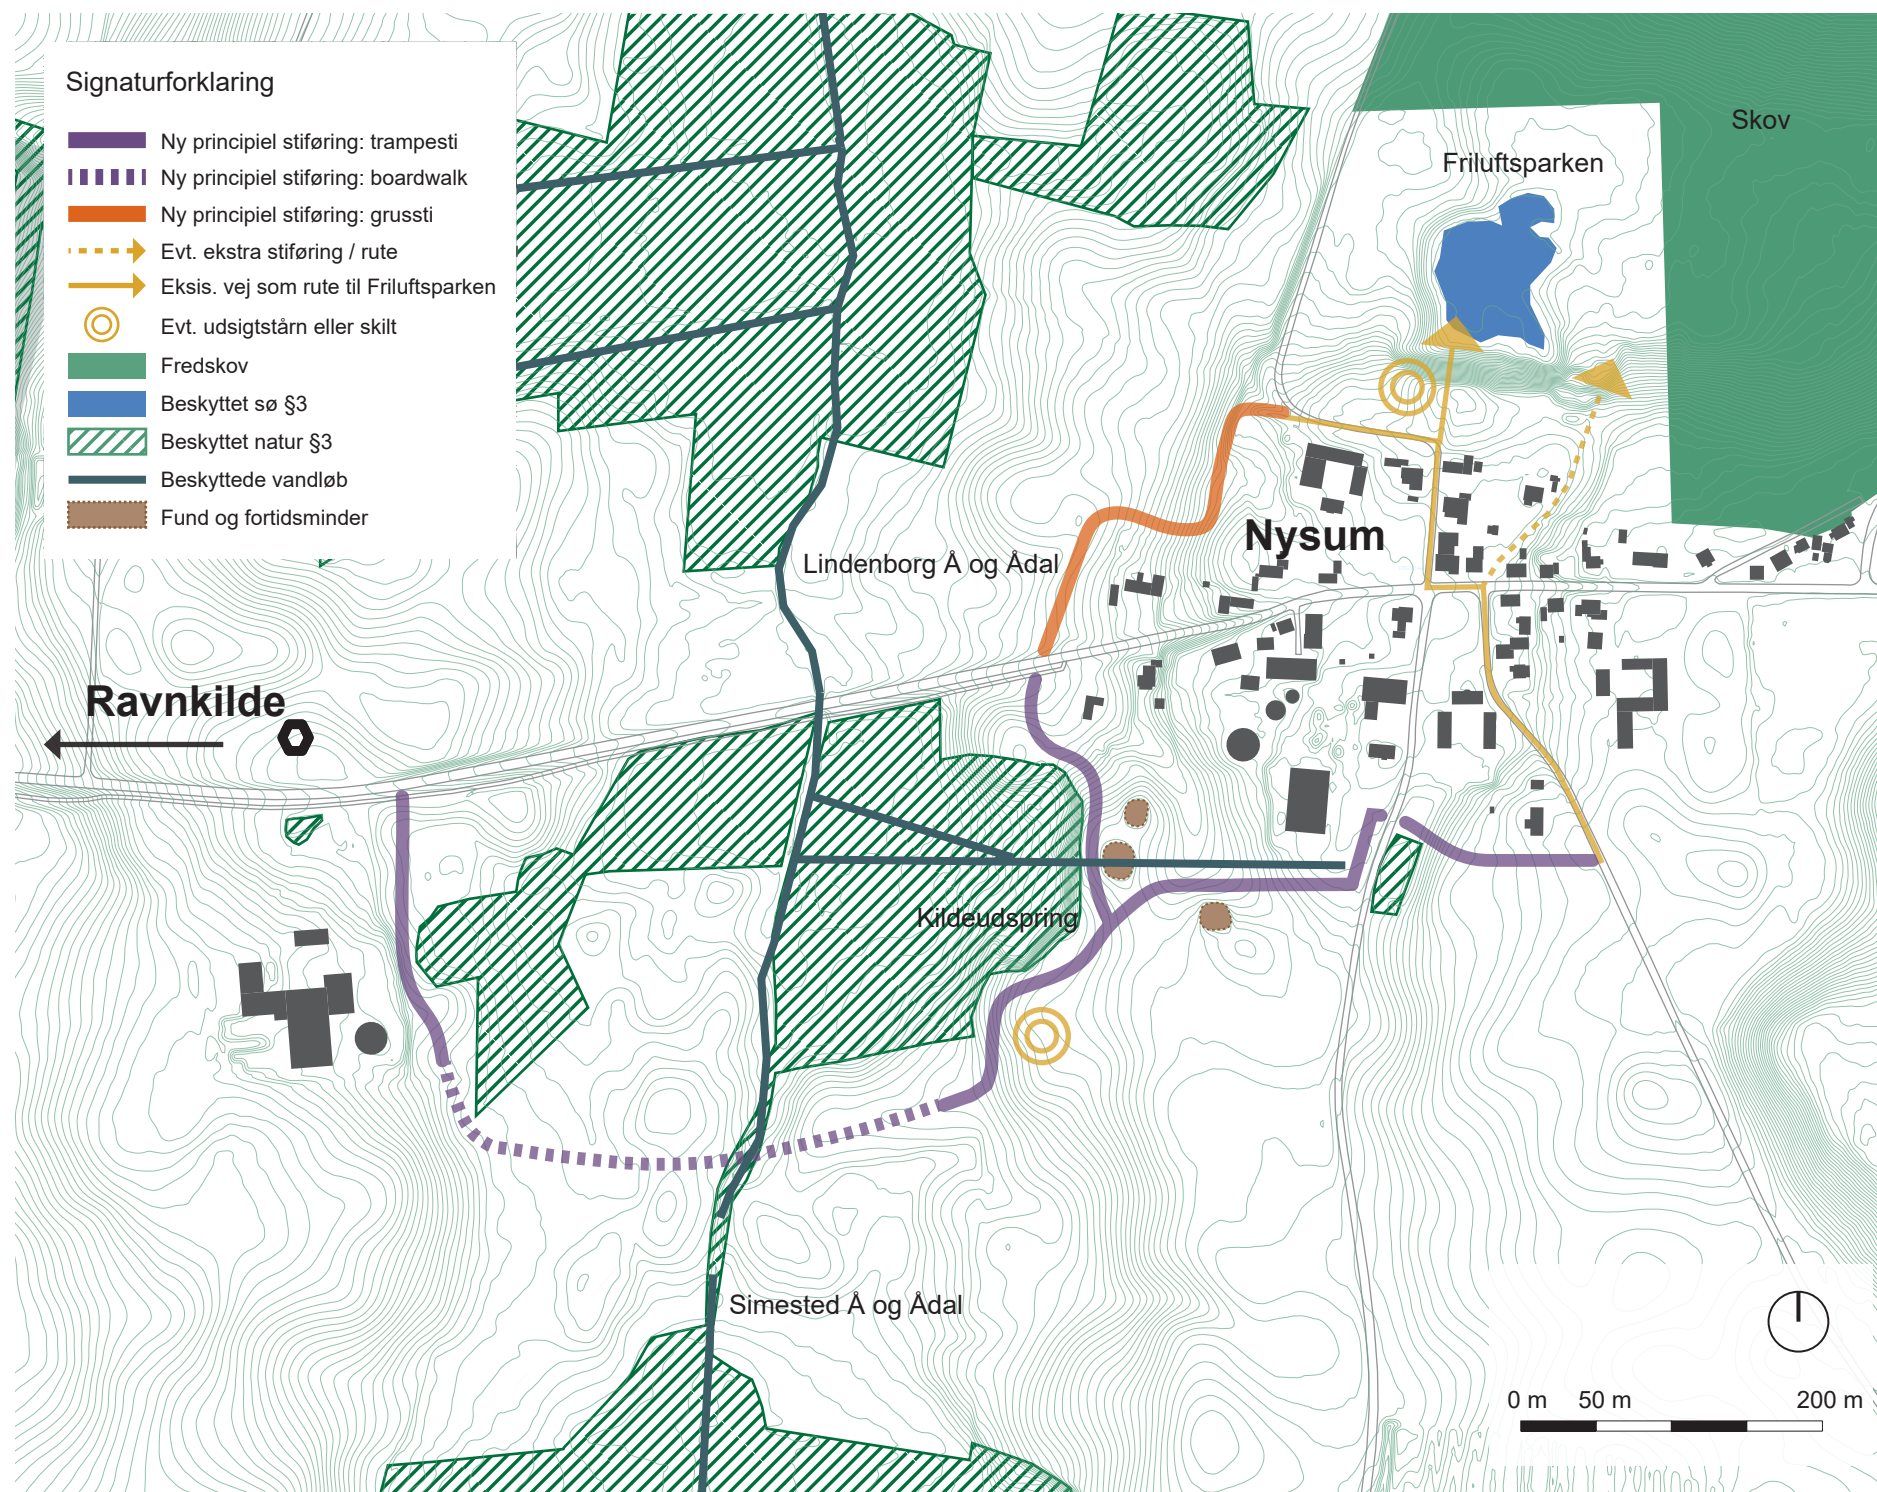 Signaturforklaring
Ny principiel stiføring: trampesti
Ny principiel stiføring: boardwalk
Ny principiel stiføring: grussti
Evt. ekstra stiføring / rute
Eksis. vej som rute til Friluftsparken
Evt. udsigtstårn eller skilt
Fredskov
Beskyttet sø §3
Beskyttet natur §3
Beskyttede vandløb
Fund og fortidsminder
Skov
Friluftsparken
Nysum
Lindenborg Å og Ådal
Ravnkilde
Kildeudspring
Simested Å og Ådal
0 m 50 m 200 m